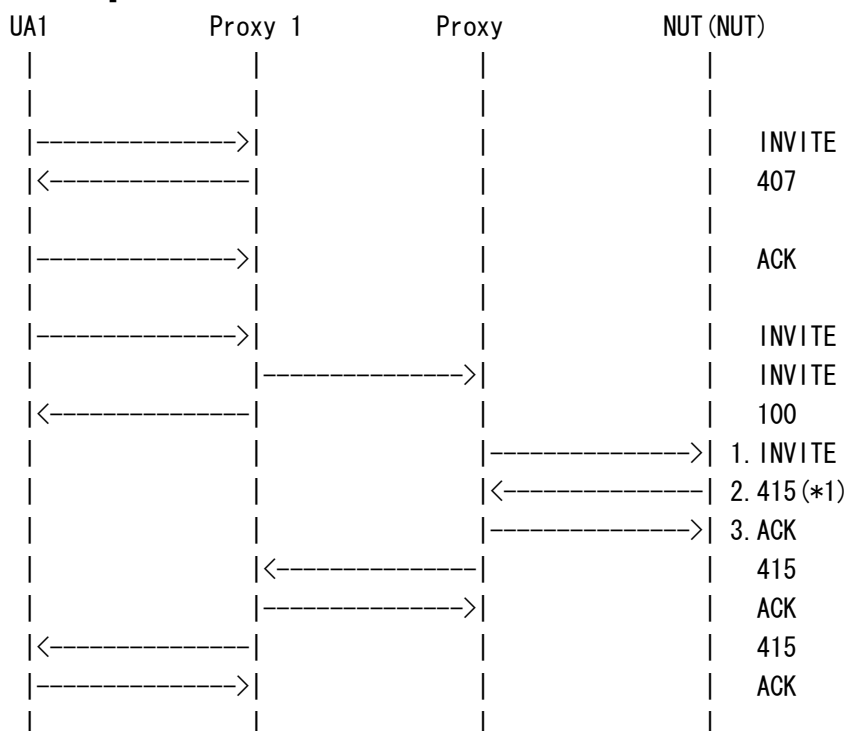 UA1 Proxy 1 Proxy NUT(NUT)
| | | |
| | | |
|--------------->| | | INVITE
|<---------------| | | 407
| | | |
|--------------->| | | ACK
| | | |
|--------------->| | | INVITE
| |--------------->| | INVITE
|<---------------| | | 100
| | |--------------->| 1.INVITE
| | |<---------------| 2.415(*1)
| | |--------------->| 3.ACK
| |<---------------| | 415
| |--------------->| | ACK
|<---------------| | | 415
|--------------->| | | ACK
| | | |